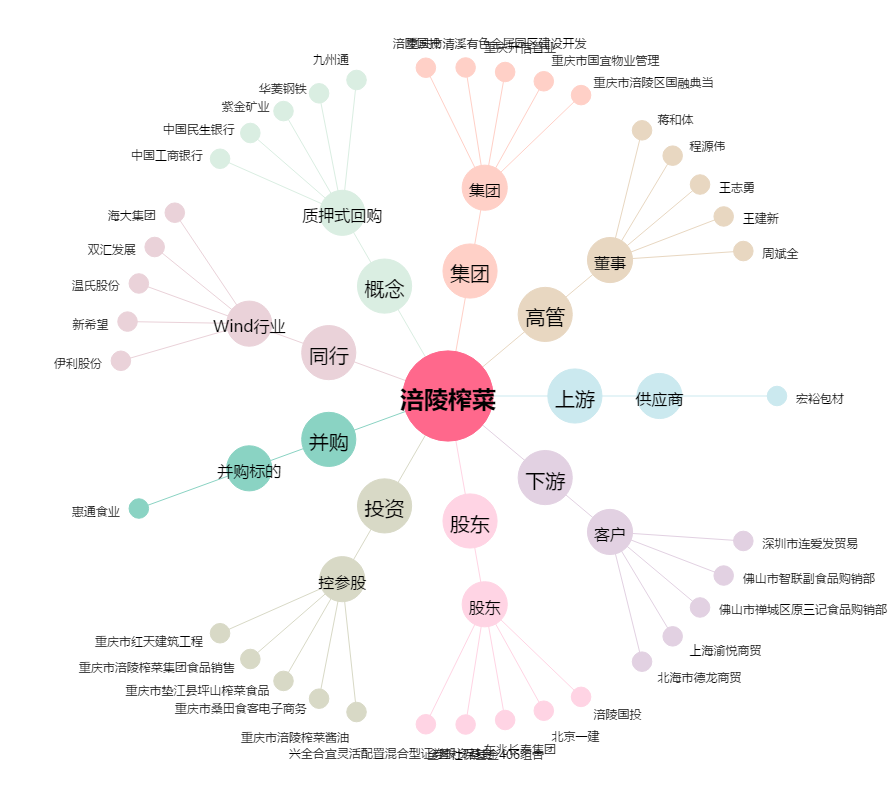 九州通
华菱钢铁
紫金矿业
中国民生银行
中国工商银行
质押式回购
概念
重庆市国宜物业管理
重庆市涪陵区国融典当
集团
集团
蒋和体
程源伟
王志勇
王建新
周斌全
董事
高管
海大集团
双汇发展
温氏股份
新希望
伊利股份
Wind行业
同行
涪陵榨菜
上游
供应商
宏裕包材
并购
并购标的
惠通食业
下游
客户
深圳市连爱发贸易
佛山市智联副食品购销部
佛山市禅城区原三记食品购销部
上海渝悦商贸
北海市德龙商贸
投资
控参股
重庆市红天建筑工程
重庆市涪陵榨菜集团食品销售
重庆市垫江县坪山榨菜食品
重庆市桑田食客电子商务
重庆市涪陵榨菜酱油
股东
股东
涪陵国投
北京一建
东北长泰集团